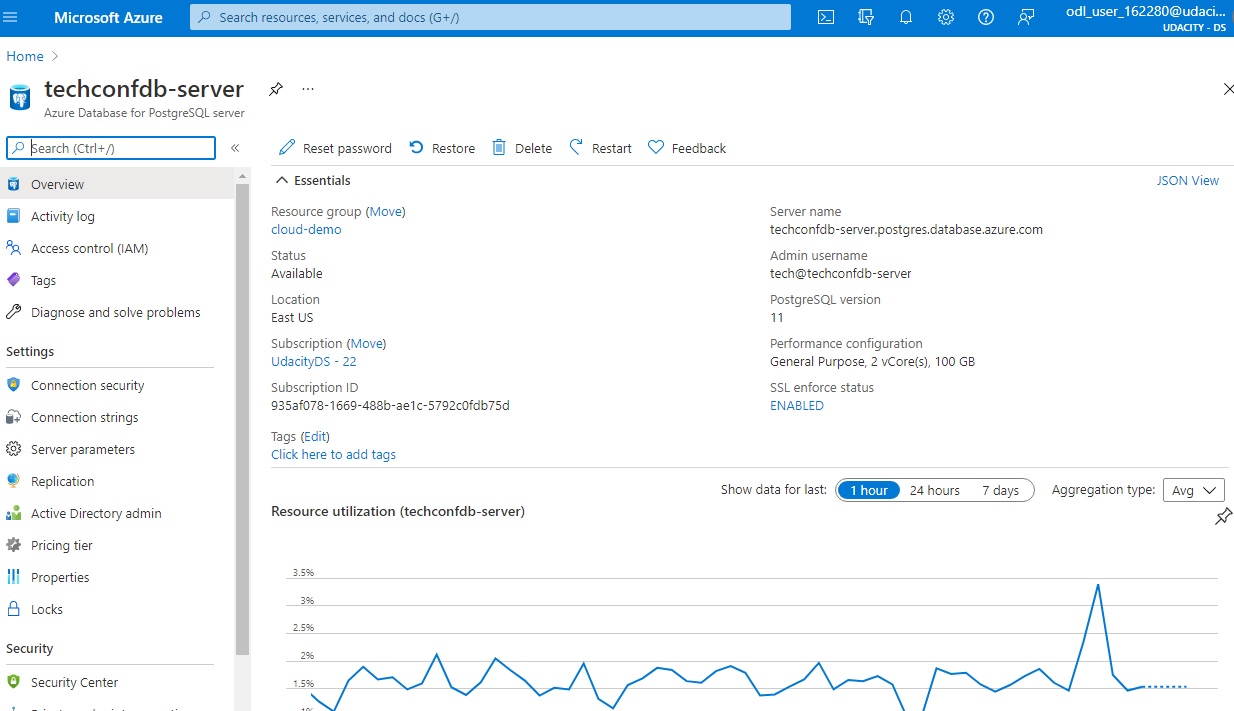 Microsoft Azure
Search resources, services, and docs (G+/)
odl_user_162280@udaci...
UDACITY - DS
Home
techconfdb-server
Azure Database for PostgreSQL server
Search (Ctrl+/)
«
Reset password
Restore
Delete
Restart
Feedback
Overview
Activity log
Access control (IAM)
Tags
Diagnose and solve problems
Settings
Connection security
Connection strings
Server parameters
Replication
Active Directory admin
Pricing tier
Properties
Locks
Security
Security Center
Essentials
JSON View
Resource group (Move)
cloud-demo
Status
Available
Location
East US
Subscription (Move)
UdacityDS - 22
Subscription ID
935af078-1669-488b-ae1c-5792c0fdb75d
Tags (Edit)
Click here to add tags
Server name
techconfdb-server.postgres.database.azure.com
Admin username
tech@techconfdb-server
PostgreSQL version
11
Performance configuration
General Purpose, 2 vCore(s), 100 GB
SSL enforce status
ENABLED
Show data for last:
1 hour
24 hours
7 days
Aggregation type:
Avg
Resource utilization (techconfdb-server)
3.5%
3%
2.5%
2%
1.5%
1%